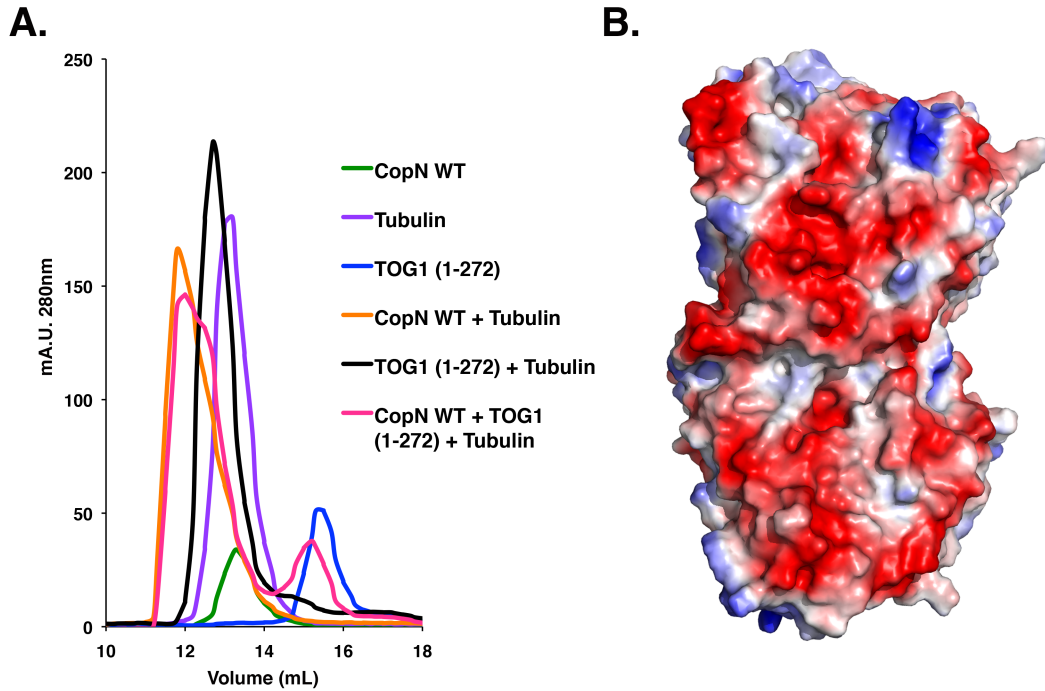 A.
B.
250
200
150
100
50
0
mA.U. 280nm
10
12
14
16
18
Volume (mL)
CopN WT
Tubulin
TOG1 (1-272)
CopN WT + Tubulin
TOG1 (1-272) + Tubulin
CopN WT + TOG1
(1-272) + Tubulin